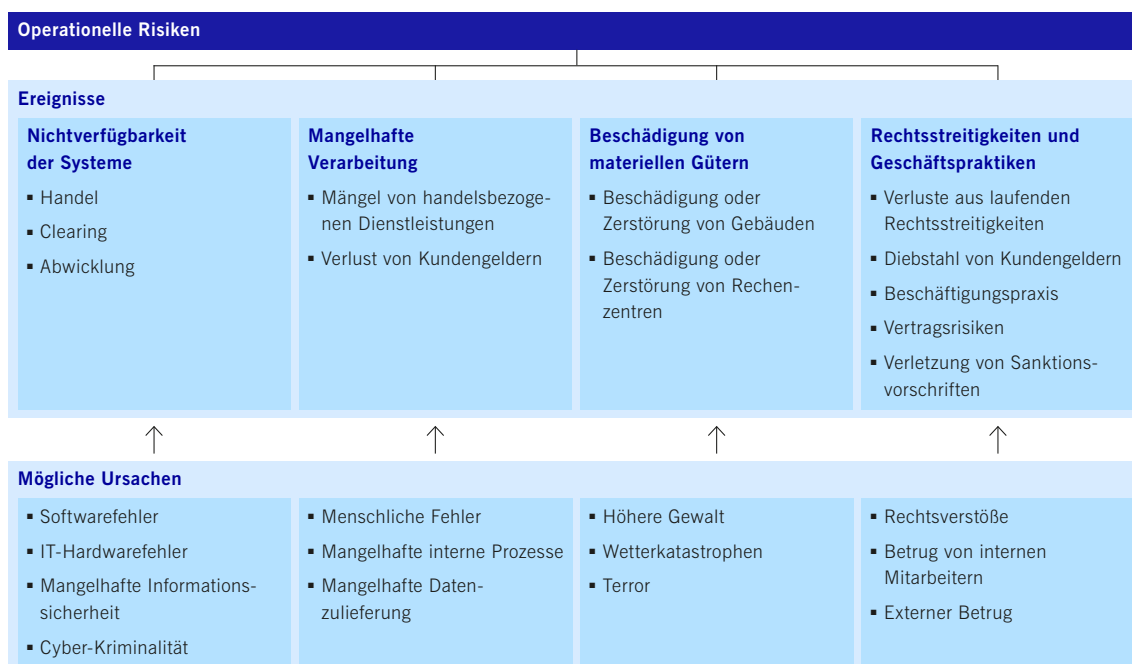 Operationelle Risiken
Ereignisse
Nichtverfügbarkeit
der Systeme
▪ Handel
▪ Clearing
▪ Abwicklung
Mangelhafte
Verarbeitung
▪ Mängel von handelsbezoge-
nen Dienstleistungen
▪ Verlust von Kundengeldern
Beschädigung von
materiellen Gütern
▪ Beschädigung oder
Zerstörung von Gebäuden
▪ Beschädigung oder
Zerstörung von Rechen-
zentren
Rechtsstreitigkeiten und
Geschäftspraktiken
▪ Verluste aus laufenden
Rechtsstreitigkeiten
▪ Diebstahl von Kundengeldern
▪ Beschäftigungspraxis
▪ Vertragsrisiken
▪ Verletzung von Sanktions-
vorschriften
Mögliche Ursachen
▪ Softwarefehler
▪ IT-Hardwarefehler
▪ Mangelhafte Informations-
sicherheit
▪ Cyber-Kriminalität
▪ Menschliche Fehler
▪ Mangelhafte interne Prozesse
▪ Mangelhafte Daten-
zulieferung
▪ Höhere Gewalt
▪ Wetterkatastrophen
▪ Terror
▪ Rechtsverstöße
▪ Betrug von internen
Mitarbeitern
▪ Externer Betrug